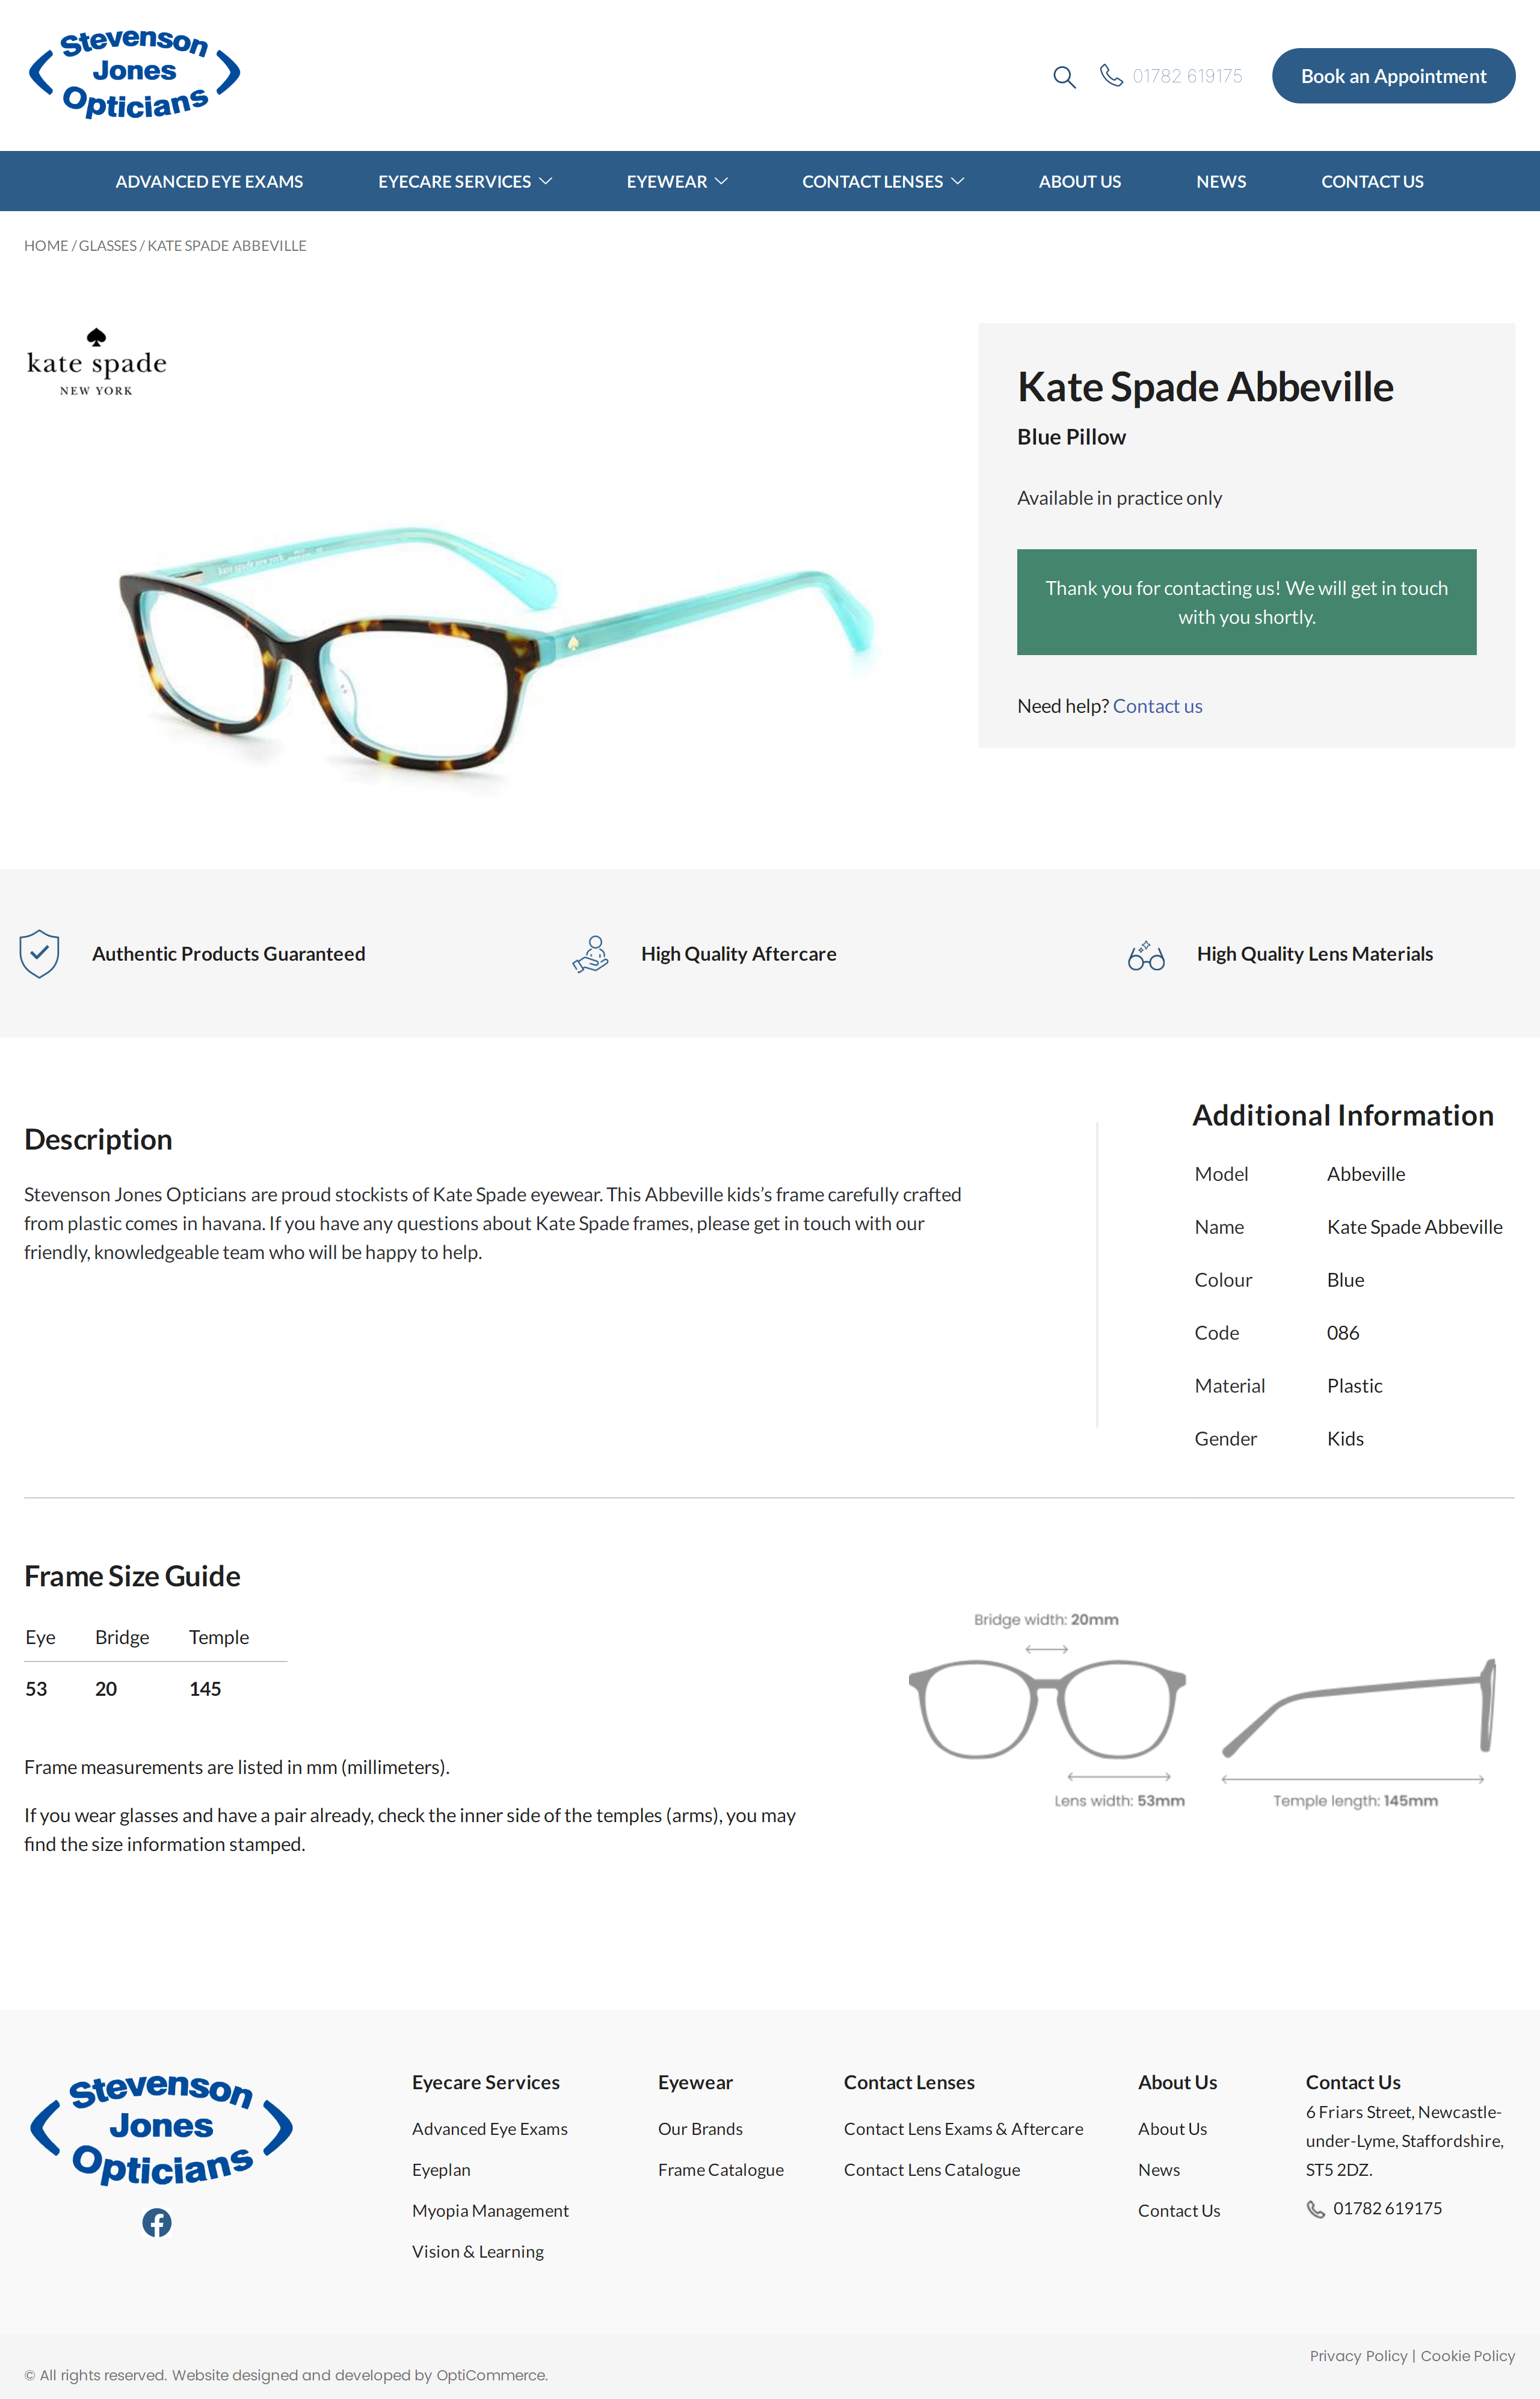 Stevenson
Jones
Opticians
01782 619175
Book an Appointment
ADVANCED EYE EXAMS
EYECARE SERVICES
EYEWEAR
CONTACT LENSES
ABOUT US
NEWS
CONTACT US
HOME / GLASSES / KATE SPADE ABBEVILLE
kate spade
NEW YORK
Kate Spade Abbeville
Blue Pillow
Available in practice only
Thank you for contacting us! We will get in touch
with you shortly.
Need help? Contact us
kate spade new york
Authentic Products Guaranteed
High Quality Aftercare
High Quality Lens Materials
Description
Stevenson Jones Opticians are proud stockists of Kate Spade eyewear. This Abbeville kids’s frame carefully crafted
from plastic comes in havana. If you have any questions about Kate Spade frames, please get in touch with our
friendly, knowledgeable team who will be happy to help.
Additional Information
Model Abbeville
Name Kate Spade Abbeville
Colour Blue
Code 086
Material Plastic
Gender Kids
Frame Size Guide
Eye Bridge Temple
53 20 145
Frame measurements are listed in mm (millimeters).
If you wear glasses and have a pair already, check the inner side of the temples (arms), you may
find the size information stamped.
Bridge width: 20mm
Lens width: 53mm
Temple length: 145mm
Stevenson
Jones
Opticians
Eyecare Services
Advanced Eye Exams
Eyeplan
Myopia Management
Vision & Learning
Eyewear
Our Brands
Frame Catalogue
Contact Lenses
Contact Lens Exams & Aftercare
Contact Lens Catalogue
About Us
About Us
News
Contact Us
Contact Us
6 Friars Street, Newcastle-
under-Lyme, Staffordshire,
ST5 2DZ.
01782 619175
Privacy Policy | Cookie Policy
© All rights reserved. Website designed and developed by OptiCommerce.